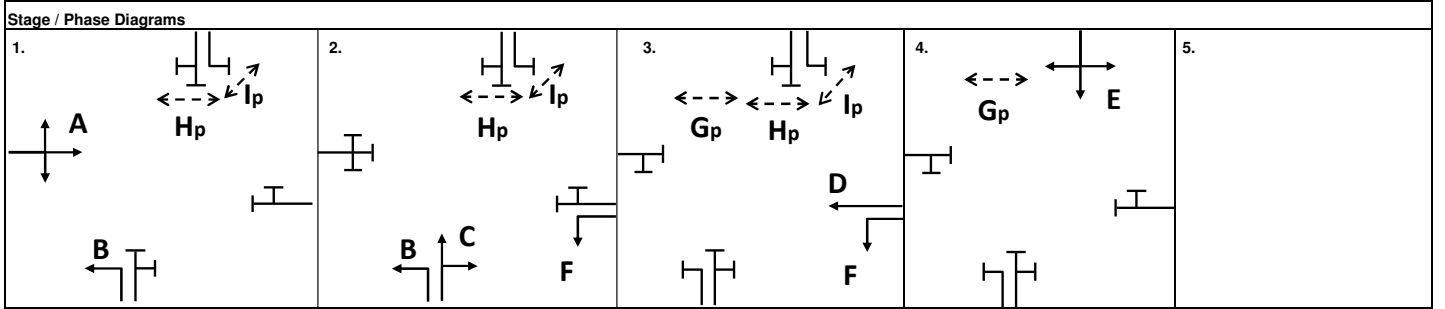 Stage / Phase Diagrams
1.
A
Hp
Ip
B
2.
Hp
Ip
B
C
F
3.
Gp
Hp
Ip
D
F
4.
Gp
E
5.